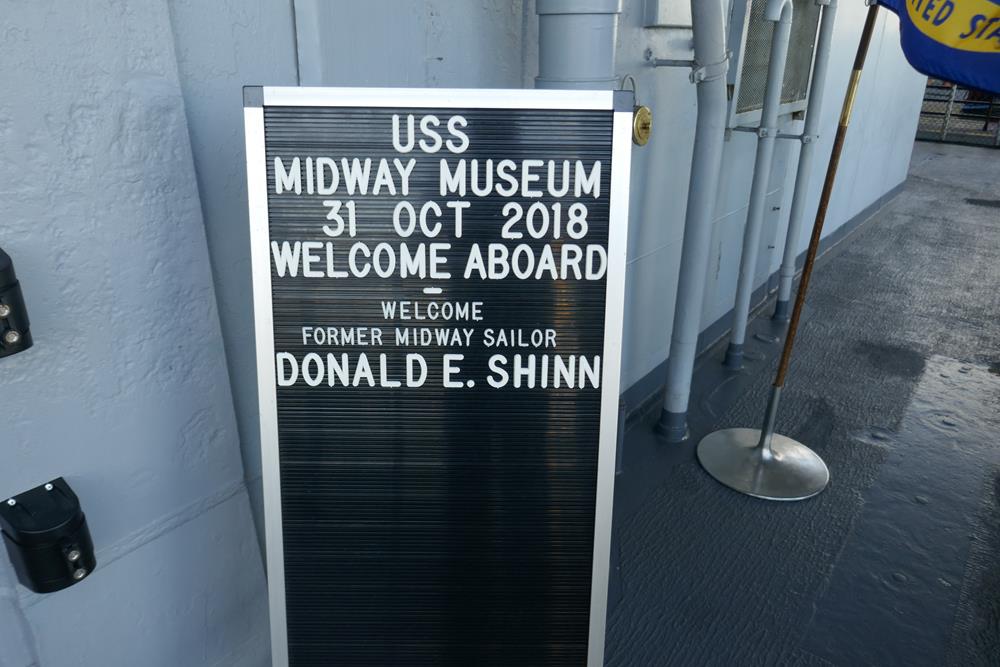 USS
MIDWAY MUSEUM
31 OCT 2018
WELCOME ABOARD
-
WELCOME
FORMER MIDWAY SAILOR
DONALD E. SHINN